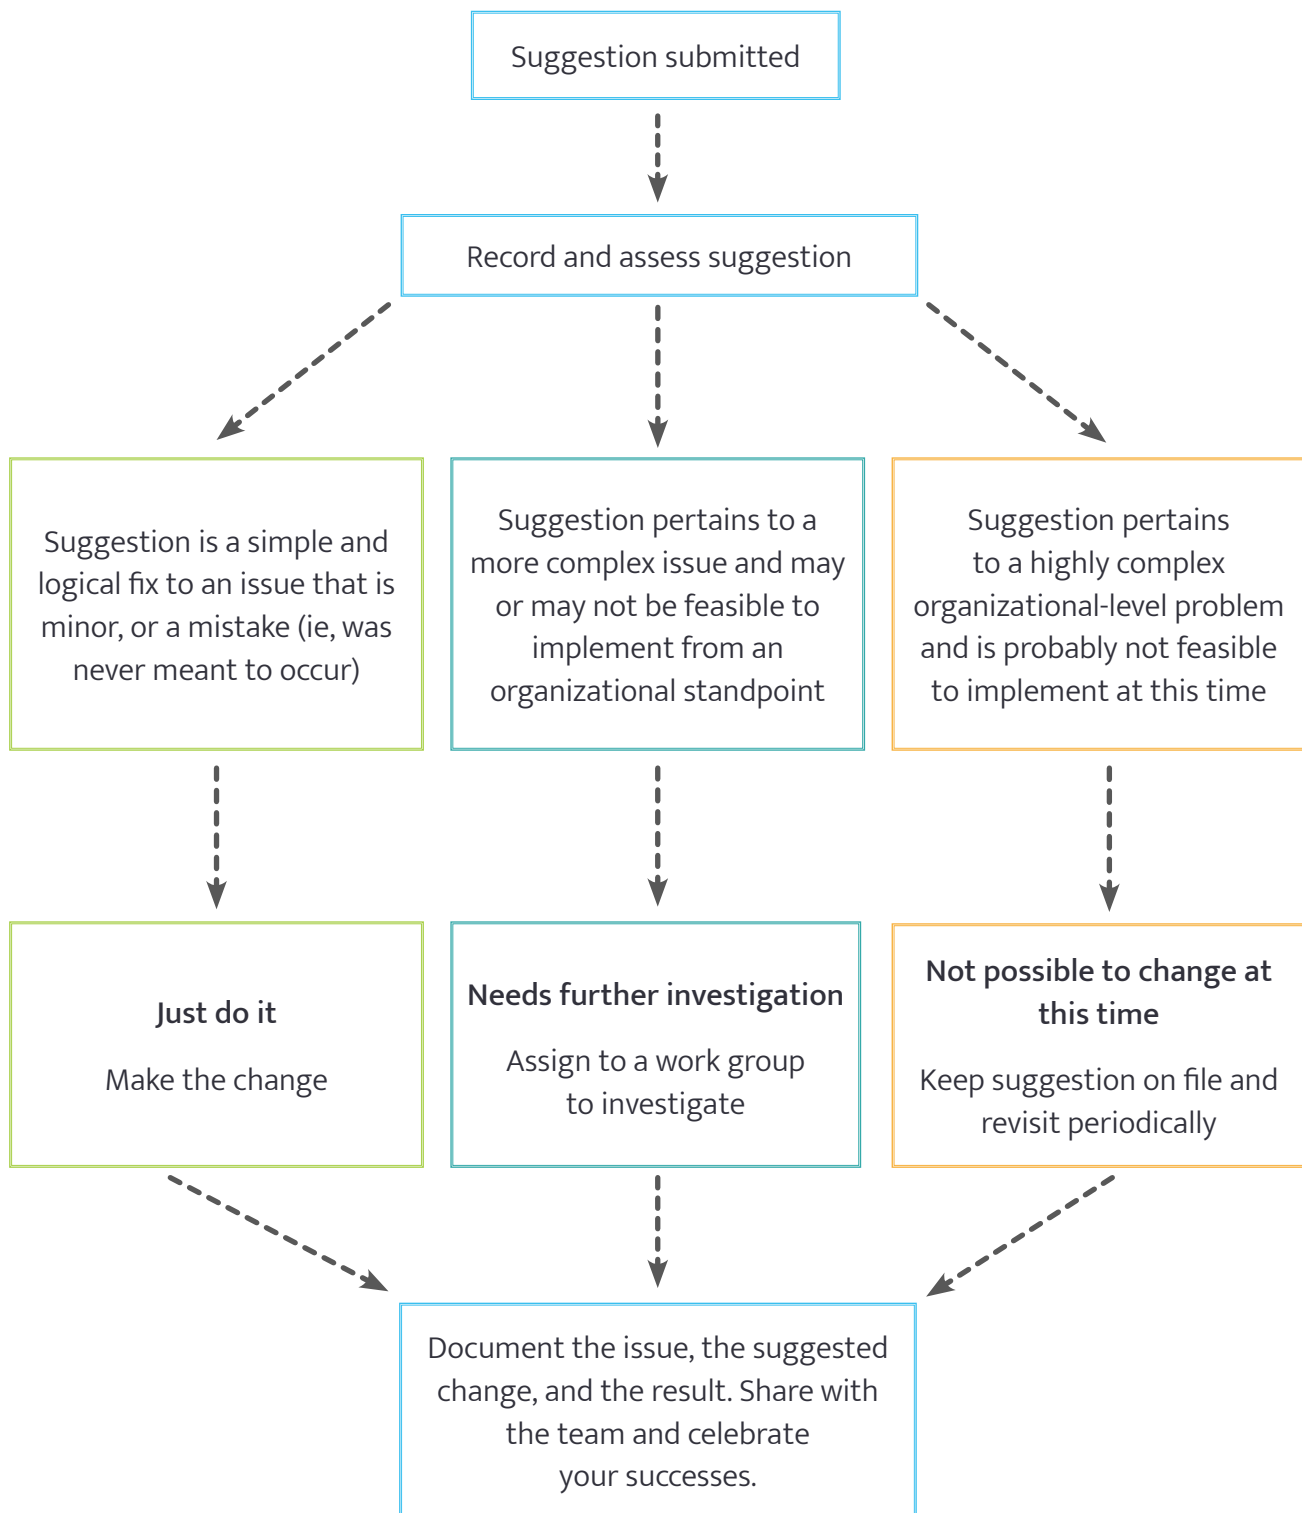 Suggestion submitted
Record and assess suggestion
Suggestion is a simple and
logical fix to an issue that is
minor, or a mistake (ie, was
never meant to occur)
Suggestion pertains to a
more complex issue and may
or may not be feasible to
implement from an
organizational standpoint
Suggestion pertains
to a highly complex
organizational-level problem
and is probably not feasible
to implement at this time
Just do it
Make the change
Needs further investigation
Assign to a work group
to investigate
Not possible to change at
this time
Keep suggestion on file and
revisit periodically
Document the issue, the suggested
change, and the result. Share with
the team and celebrate
your successes.